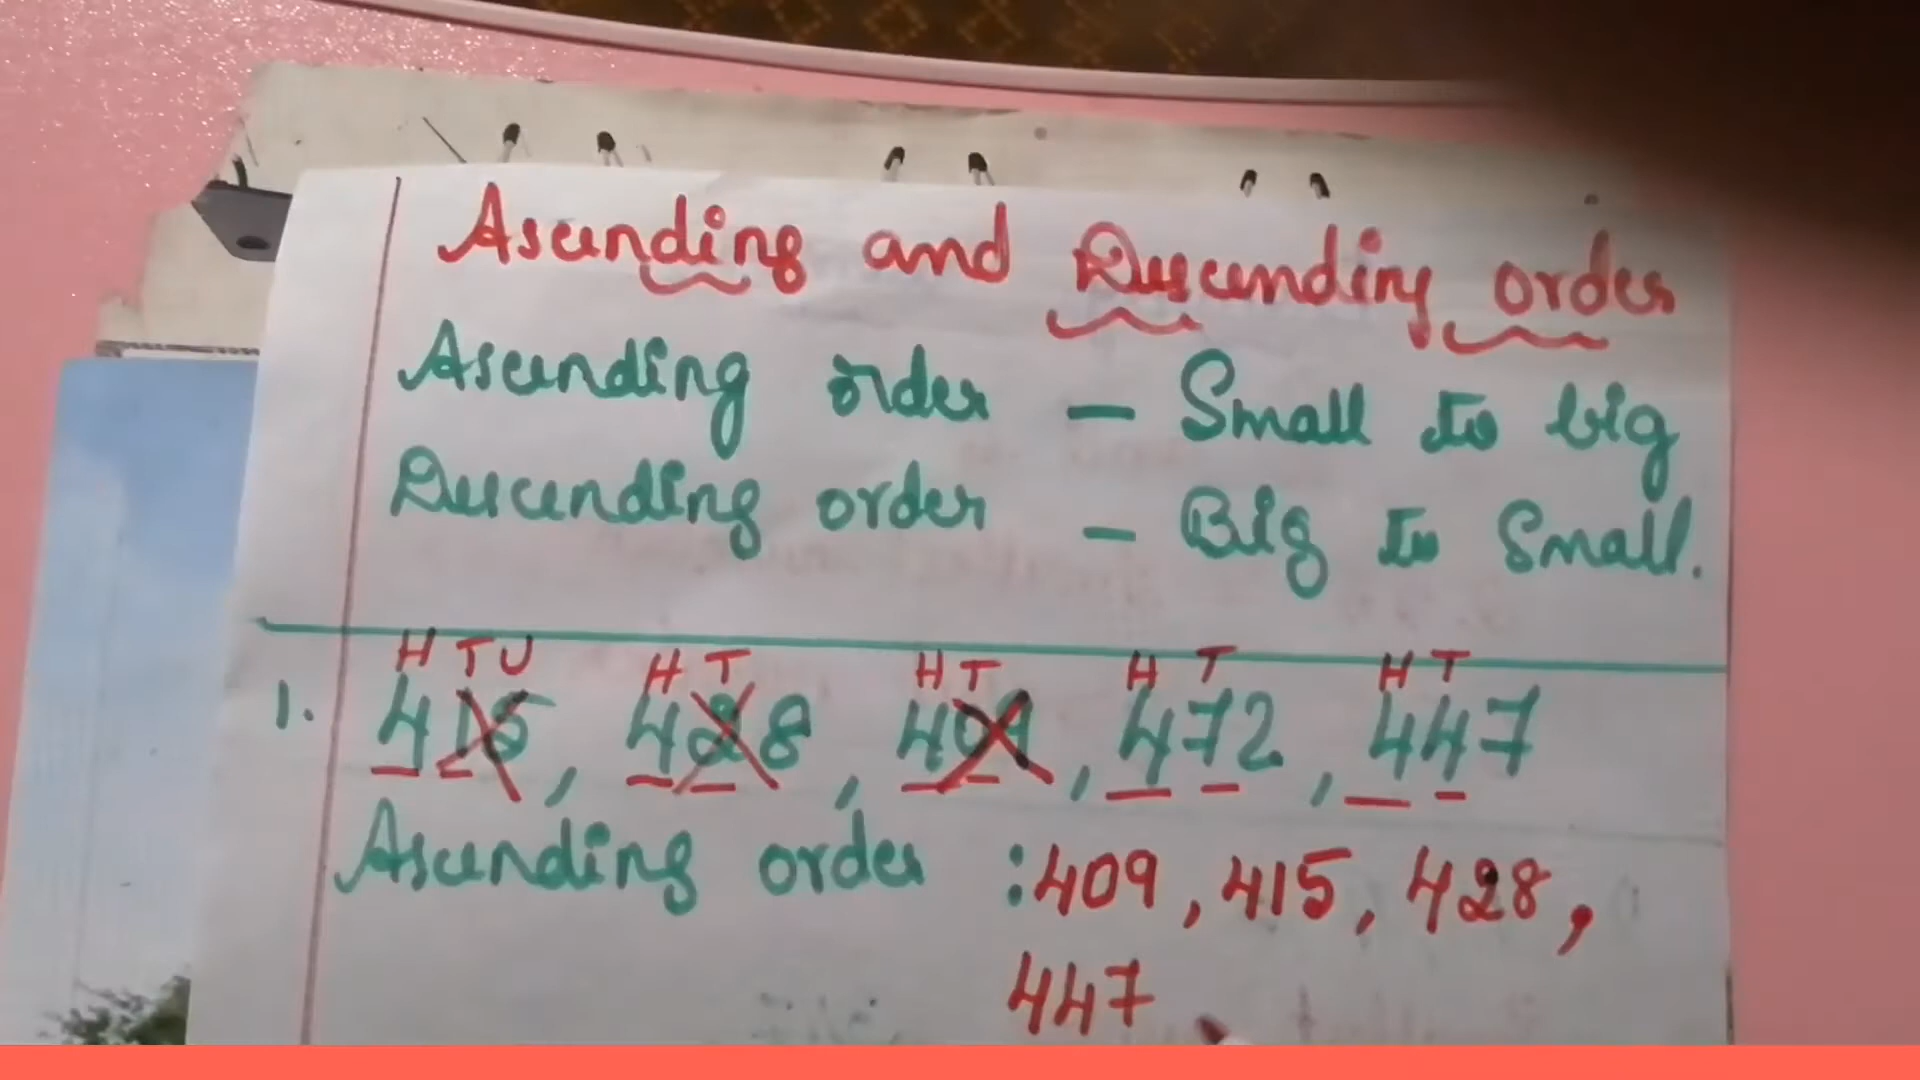 Ascending and Descending order
Ascending order – Small to big
Descending order – Big to Small.
H T U H T H T H T H T
1. 415, 428, 409, 472, 447
Ascending order : 409, 415, 428,
447